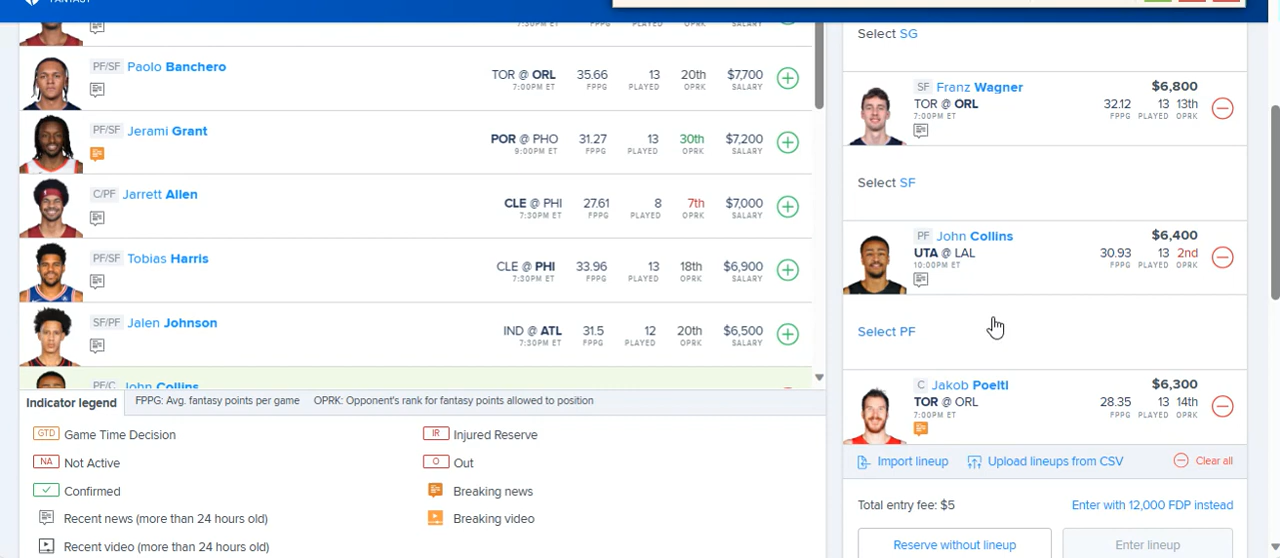 FANTASY
7:30PM ET FPPG PLAYED OPRK SALARY
PF/SF Paolo Banchero
TOR @ ORL 35.66 13 20th $7,700
7:00PM ET FPPG PLAYED OPRK SALARY
PF/SF Jerami Grant
POR @ PHO 31.27 13 30th $7,200
9:00PM ET FPPG PLAYED OPRK SALARY
C/PF Jarrett Allen
CLE @ PHI 27.61 8 7th $7,000
7:30PM ET FPPG PLAYED OPRK SALARY
PF/SF Tobias Harris
CLE @ PHI 33.96 13 18th $6,900
7:30PM ET FPPG PLAYED OPRK SALARY
SF/PF Jalen Johnson
IND @ ATL 31.5 12 20th $6,500
7:30PM ET FPPG PLAYED OPRK SALARY
PF/C John Collins
Indicator legend FPPG: Avg. fantasy points per game OPRK: Opponent's rank for fantasy points allowed to position
GTD Game Time Decision
IR Injured Reserve
NA Not Active
O Out
Confirmed
Breaking news
Recent news (more than 24 hours old)
Breaking video
Recent video (more than 24 hours old)
Select SG
SF Franz Wagner $6,800
TOR @ ORL 32.12 13 13th
7:00PM ET FPPG PLAYED OPRK
Select SF
PF John Collins $6,400
UTA @ LAL 30.93 13 2nd
10:00PM ET FPPG PLAYED OPRK
Select PF
C Jakob Poeltl $6,300
TOR @ ORL 28.35 13 14th
7:00PM ET FPPG PLAYED OPRK
Import lineup Upload lineups from CSV Clear all
Total entry fee: $5 Enter with 12,000 FDP instead
Reserve without lineup Enter lineup